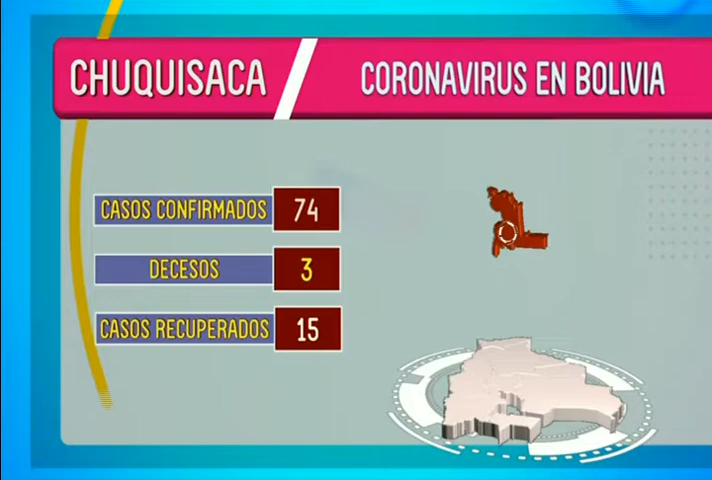 CHUQUISACA
CORONAVIRUS EN BOLIVIA
CASOS CONFIRMADOS 74
DECESOS 3
CASOS RECUPERADOS 15